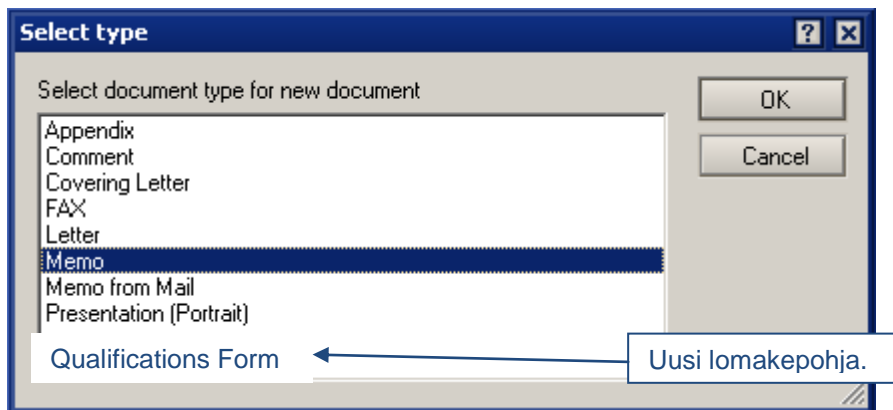 Select type
Select document type for new document
OK
Cancel
Appendix
Comment
Covering Letter
FAX
Letter
Memo
Memo from Mail
Presentation (Portrait)
Qualifications Form
Uusi lomakepohja.